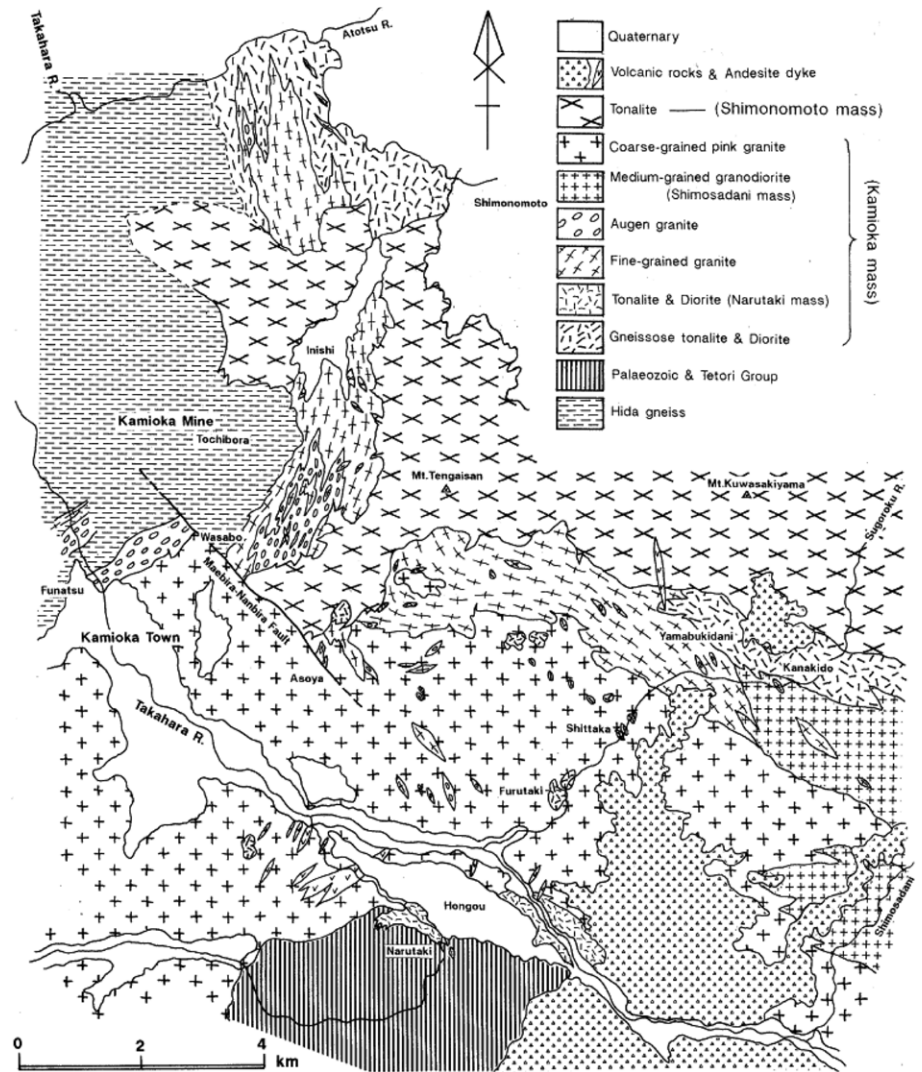 Takahara R.
Atotsu R.
Shimonomoto
Inishi
Kamioka Mine
Tochibora
Mt.Tengaisan
Mt.Kuwasakiyama
Sugoroku R.
Wasabo
Maebira-Nanbira Fault
Funatsu
Kamioka Town
Asoya
Yamabukidani
Kanakido
Takahara R.
Shittaka
Furutaki
Hongou
Narutaki
Shimosadani
0 2 4 km
Quaternary
Volcanic rocks & Andesite dyke
Tonalite — (Shimonomoto mass)
Coarse-grained pink granite
Medium-grained granodiorite
(Shimosadani mass)
Augen granite
Fine-grained granite
Tonalite & Diorite (Narutaki mass)
Gneissose tonalite & Diorite
Palaeozoic & Tetori Group
Hida gneiss
(Kamioka mass)